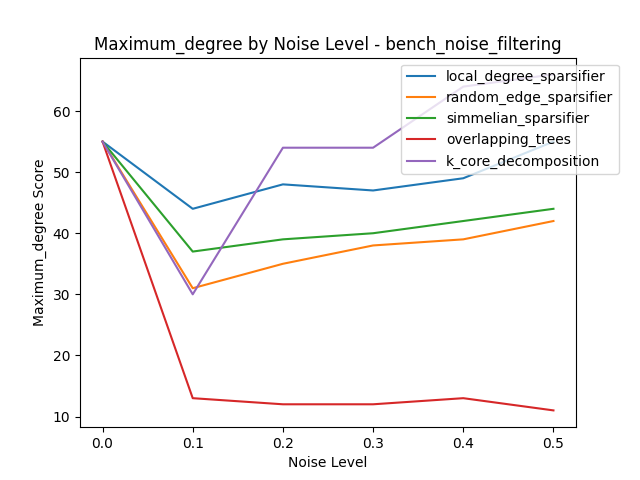 Maximum_degree by Noise Level - bench_noise_filtering
local_degree_sparsifier
random_edge_sparsifier
simmelian_sparsifier
overlapping_trees
k_core_decomposition
Maximum_degree Score
60
50
40
30
20
10
0.0 0.1 0.2 0.3 0.4 0.5
Noise Level